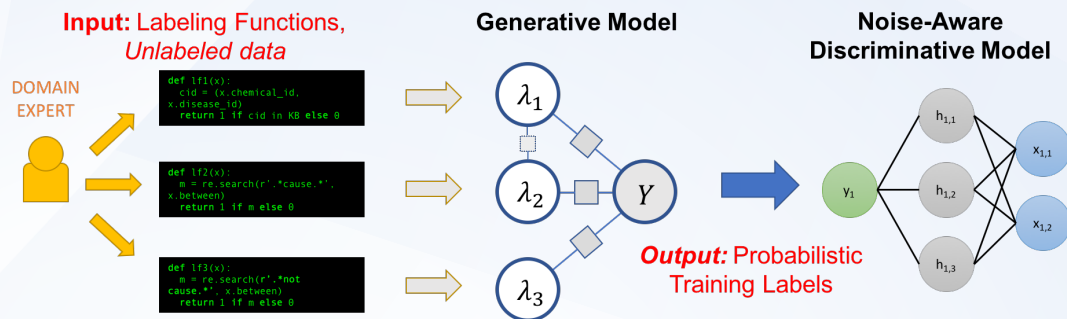 Input: Labeling Functions,
Unlabeled data
Generative Model
Noise-Aware
Discriminative Model
DOMAIN
EXPERT
def lf1(x):
cid = (x.chemical_id,
x.disease_id)
return 1 if cid in KB else 0
def lf2(x):
m = re.search(r'.*cause.*',
x.between)
return 1 if m else 0
def lf3(x):
m = re.search(r'.*not
cause.*', x.between)
return 1 if m else 0
λ1
λ2
λ3
Y
Output: Probabilistic
Training Labels
y1
h1,1
h1,2
h1,3
x1,1
x1,2